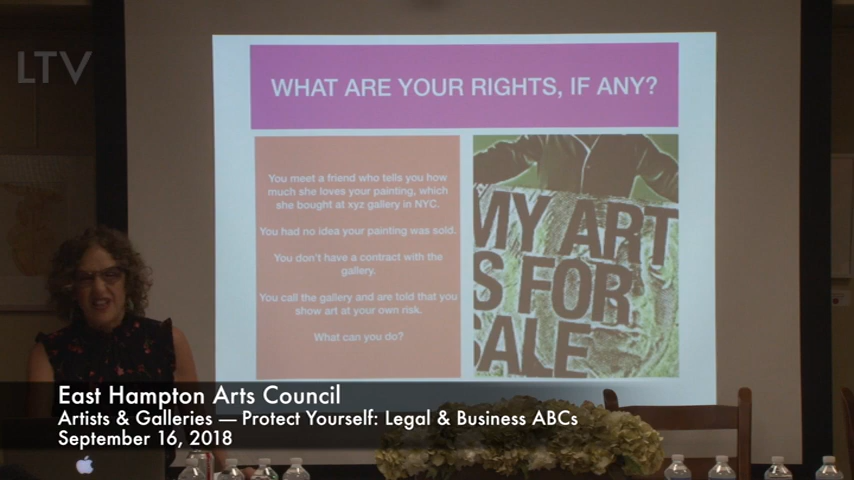 LTV
WHAT ARE YOUR RIGHTS, IF ANY?
You meet a friend who tells you how
much she loves your painting, which
she bought at xyz gallery in NYC.
You had no idea your painting was sold.
You don't have a contract with the
gallery.
You call the gallery and are told that you
show art at your own risk.
What can you do?
MY ART
IS FOR
SALE
East Hampton Arts Council
Artists & Galleries — Protect Yourself: Legal & Business ABCs
September 16, 2018